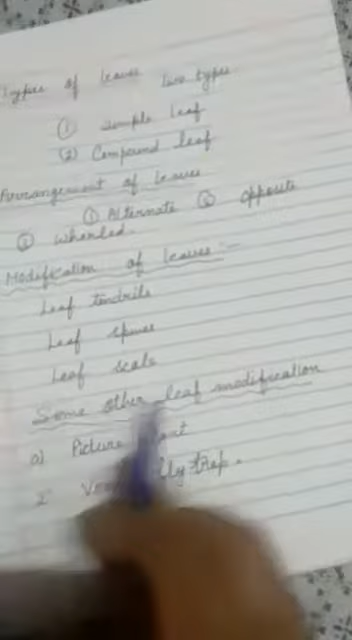 Types of leaves two types
① Simple leaf
(2) Compound leaf
Arrangement of leaves
① Alternate ② opposite
③ whorled.
Modification of leaves :-
Leaf tendrils
Leaf spines
Leaf scale
Some other leaf modification
a) Picture
fly trap.